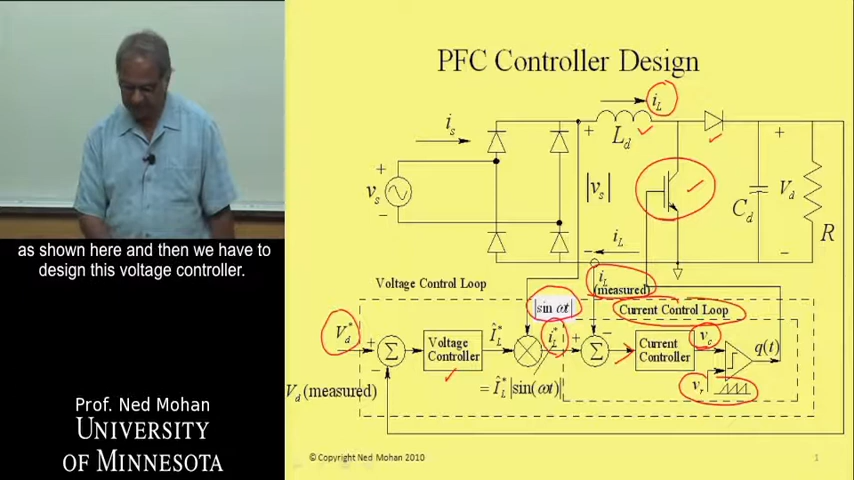 PFC Controller Design
i_L
i_s
+
L_d
+
+
v_s
|v_s|
C_d
V_d
R
−
i_L
−
−
as shown here and then we have to
design this voltage controller.
i_L
(measured)
Voltage Control Loop
|sin ωt|
Current Control Loop
V_d*
+
Σ
−
Voltage
Controller
Î_L*
i_L*
+
−
Σ
Current
Controller
v_c
q(t)
= Î_L* |sin(ωt)|
v_r
V_d (measured)
Prof. Ned Mohan
UNIVERSITY
OF MINNESOTA
© Copyright Ned Mohan 2010
1